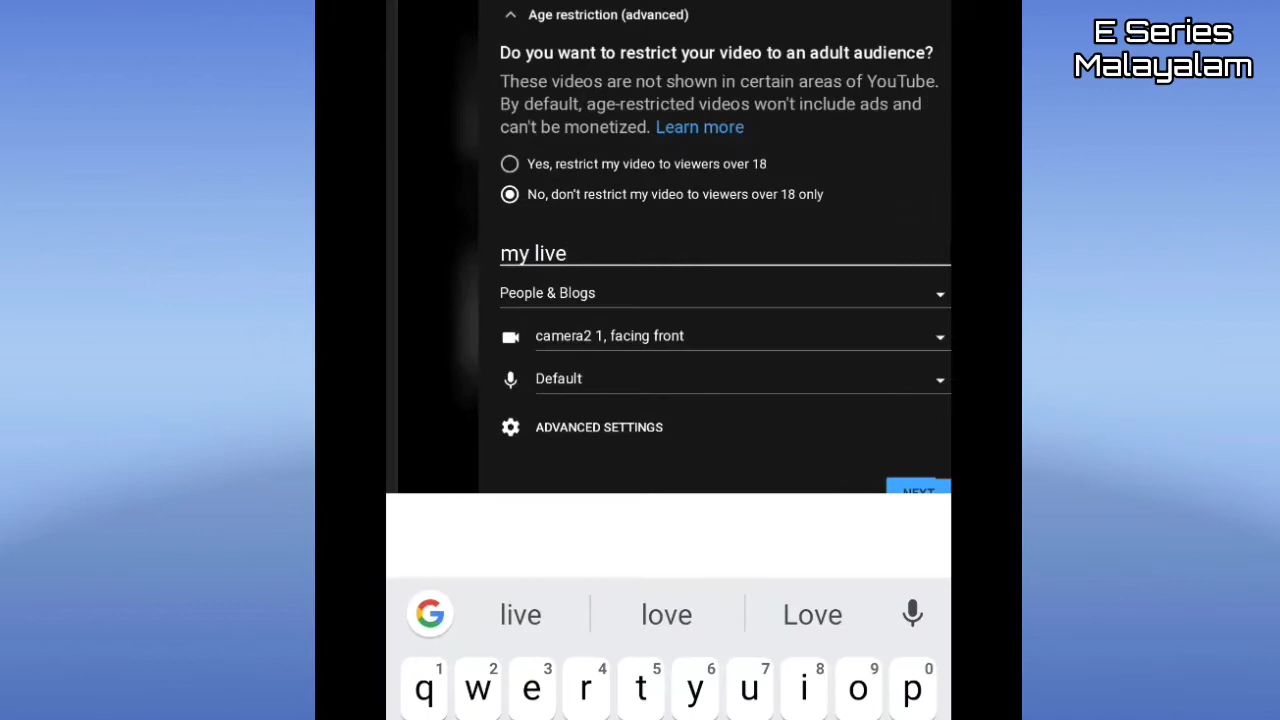 E Series
Malayalam
Age restriction (advanced)
Do you want to restrict your video to an adult audience?
These videos are not shown in certain areas of YouTube.
By default, age-restricted videos won't include ads and
can't be monetized. Learn more
Yes, restrict my video to viewers over 18
No, don't restrict my video to viewers over 18 only
my live
People & Blogs
camera2 1, facing front
Default
ADVANCED SETTINGS
NEXT
G live love Love
1 2 3 4 5 6 7 8 9 0
q w e r t y u i o p